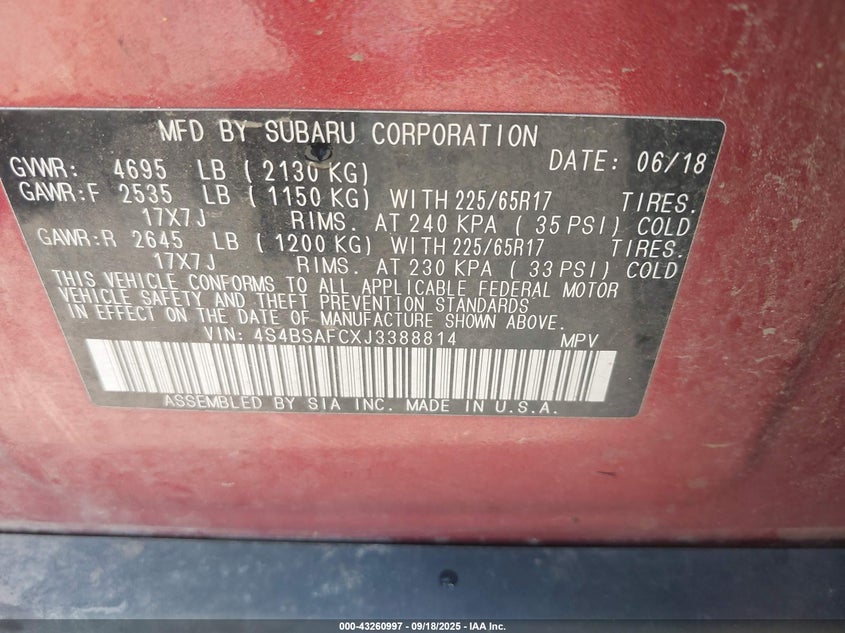 MFD BY SUBARU CORPORATION
DATE: 06/18
GVWR: 4695 LB ( 2130 KG)
GAWR:F 2535 LB ( 1150 KG) WITH 225/65R17 TIRES.
17X7J RIMS. AT 240 KPA ( 35 PSI) COLD
GAWR:R 2645 LB ( 1200 KG) WITH 225/65R17 TIRES.
17X7J RIMS. AT 230 KPA ( 33 PSI) COLD
THIS VEHICLE CONFORMS TO ALL APPLICABLE FEDERAL MOTOR
VEHICLE SAFETY AND THEFT PREVENTION STANDARDS
IN EFFECT ON THE DATE OF MANUFACTURE SHOWN ABOVE.
VIN: 4S4BSAFCXJ3388814 MPV
ASSEMBLED BY SIA INC. MADE IN U.S.A.
000-43260997 - 09/18/2025 - IAA Inc.